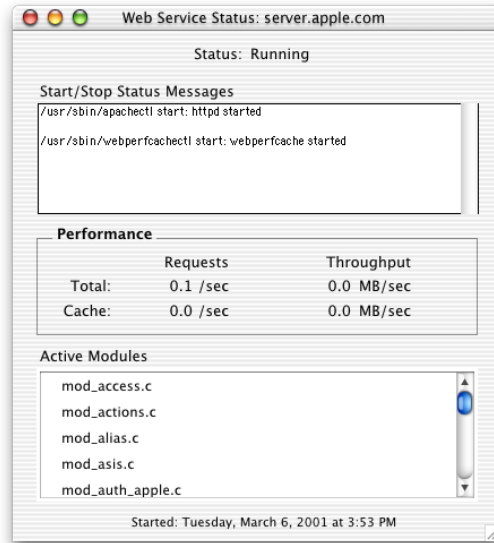 Web Service Status: server.apple.com
Status: Running
Start/Stop Status Messages
/usr/sbin/apachectl start: httpd started
/usr/sbin/webperfcachectl start: webperfcache started
Performance
Requests Throughput
Total: 0.1 /sec 0.0 MB/sec
Cache: 0.0 /sec 0.0 MB/sec
Active Modules
mod_access.c
mod_actions.c
mod_alias.c
mod_asis.c
mod_auth_apple.c
Started: Tuesday, March 6, 2001 at 3:53 PM